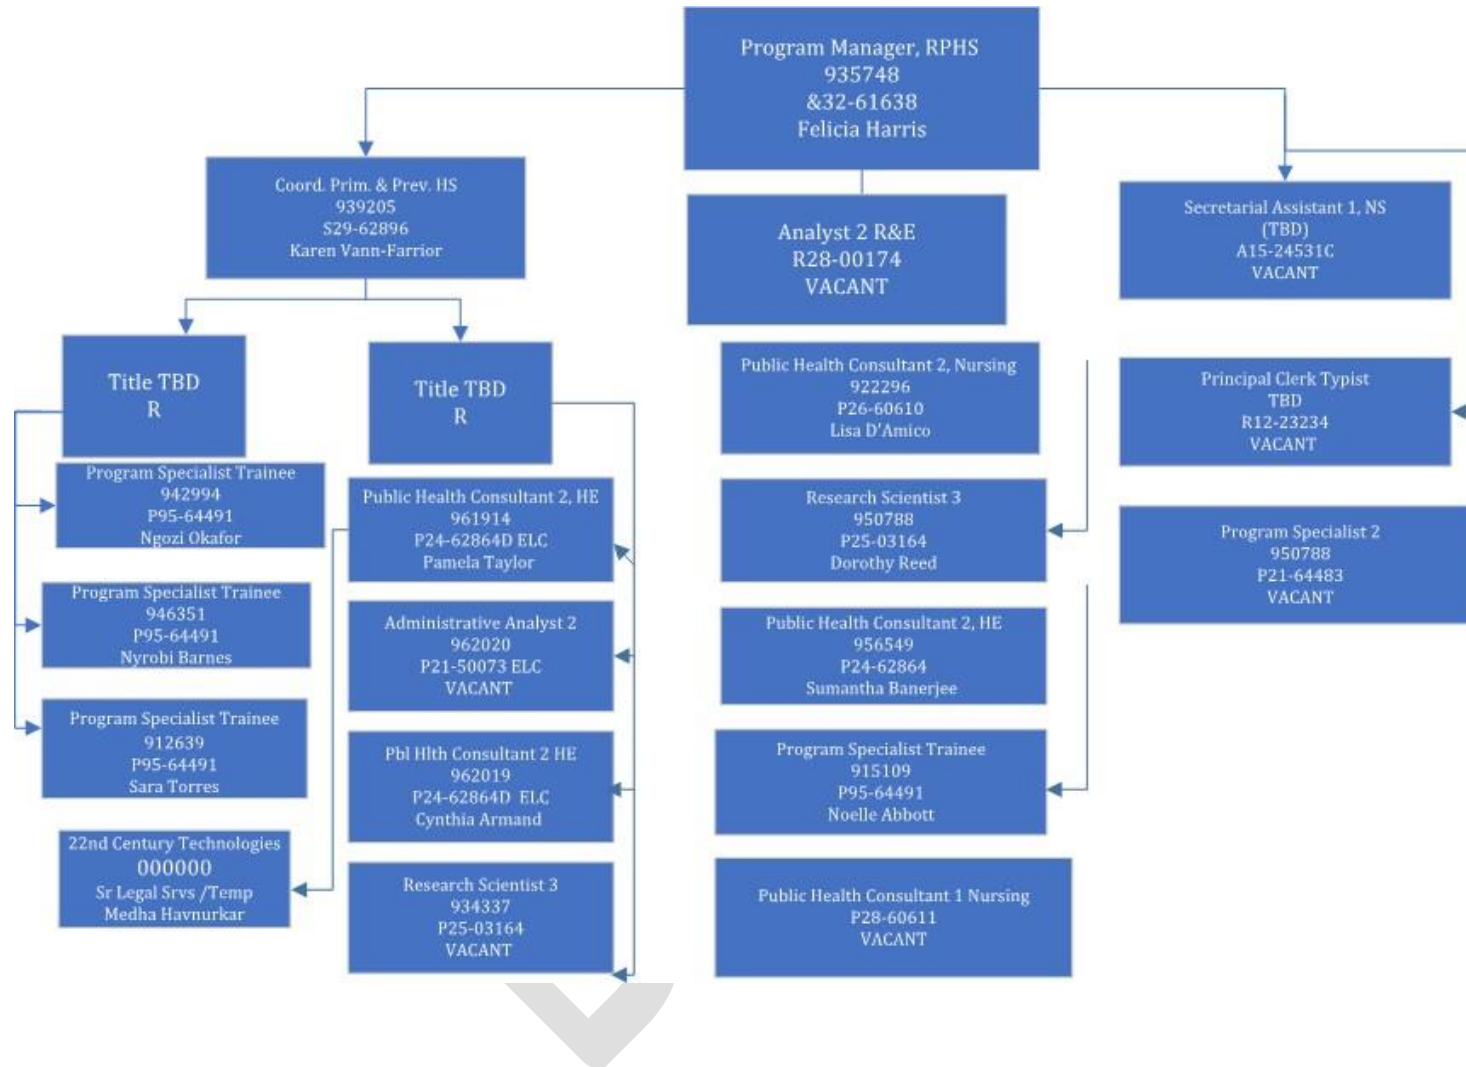 Program Manager, RPHS
935748
&32-61638
Felicia Harris
Coord. Prim. & Prev. HS
939205
S29-62896
Karen Vann-Farrior
Analyst 2 R&E
R28-00174
VACANT
Secretarial Assistant 1, NS
(TBD)
A15-24531C
VACANT
Title TBD
R
Title TBD
R
Program Specialist Trainee
942994
P95-64491
Ngozi Okafor
Program Specialist Trainee
946351
P95-64491
Nyrobi Barnes
Program Specialist Trainee
912639
P95-64491
Sara Torres
22nd Century Technologies
000000
Sr Legal Srvs /Temp
Medha Havnurkar
Public Health Consultant 2, HE
961914
P24-62864D ELC
Pamela Taylor
Administrative Analyst 2
962020
P21-50073 ELC
VACANT
Pbl Hlth Consultant 2 HE
962019
P24-62864D ELC
Cynthia Armand
Research Scientist 3
934337
P25-03164
VACANT
Public Health Consultant 2, Nursing
922296
P26-60610
Lisa D'Amico
Research Scientist 3
950788
P25-03164
Dorothy Reed
Public Health Consultant 2, HE
956549
P24-62864
Sumantha Banerjee
Program Specialist Trainee
915109
P95-64491
Noelle Abbott
Public Health Consultant 1 Nursing
P28-60611
VACANT
Principal Clerk Typist
TBD
R12-23234
VACANT
Program Specialist 2
950788
P21-64483
VACANT